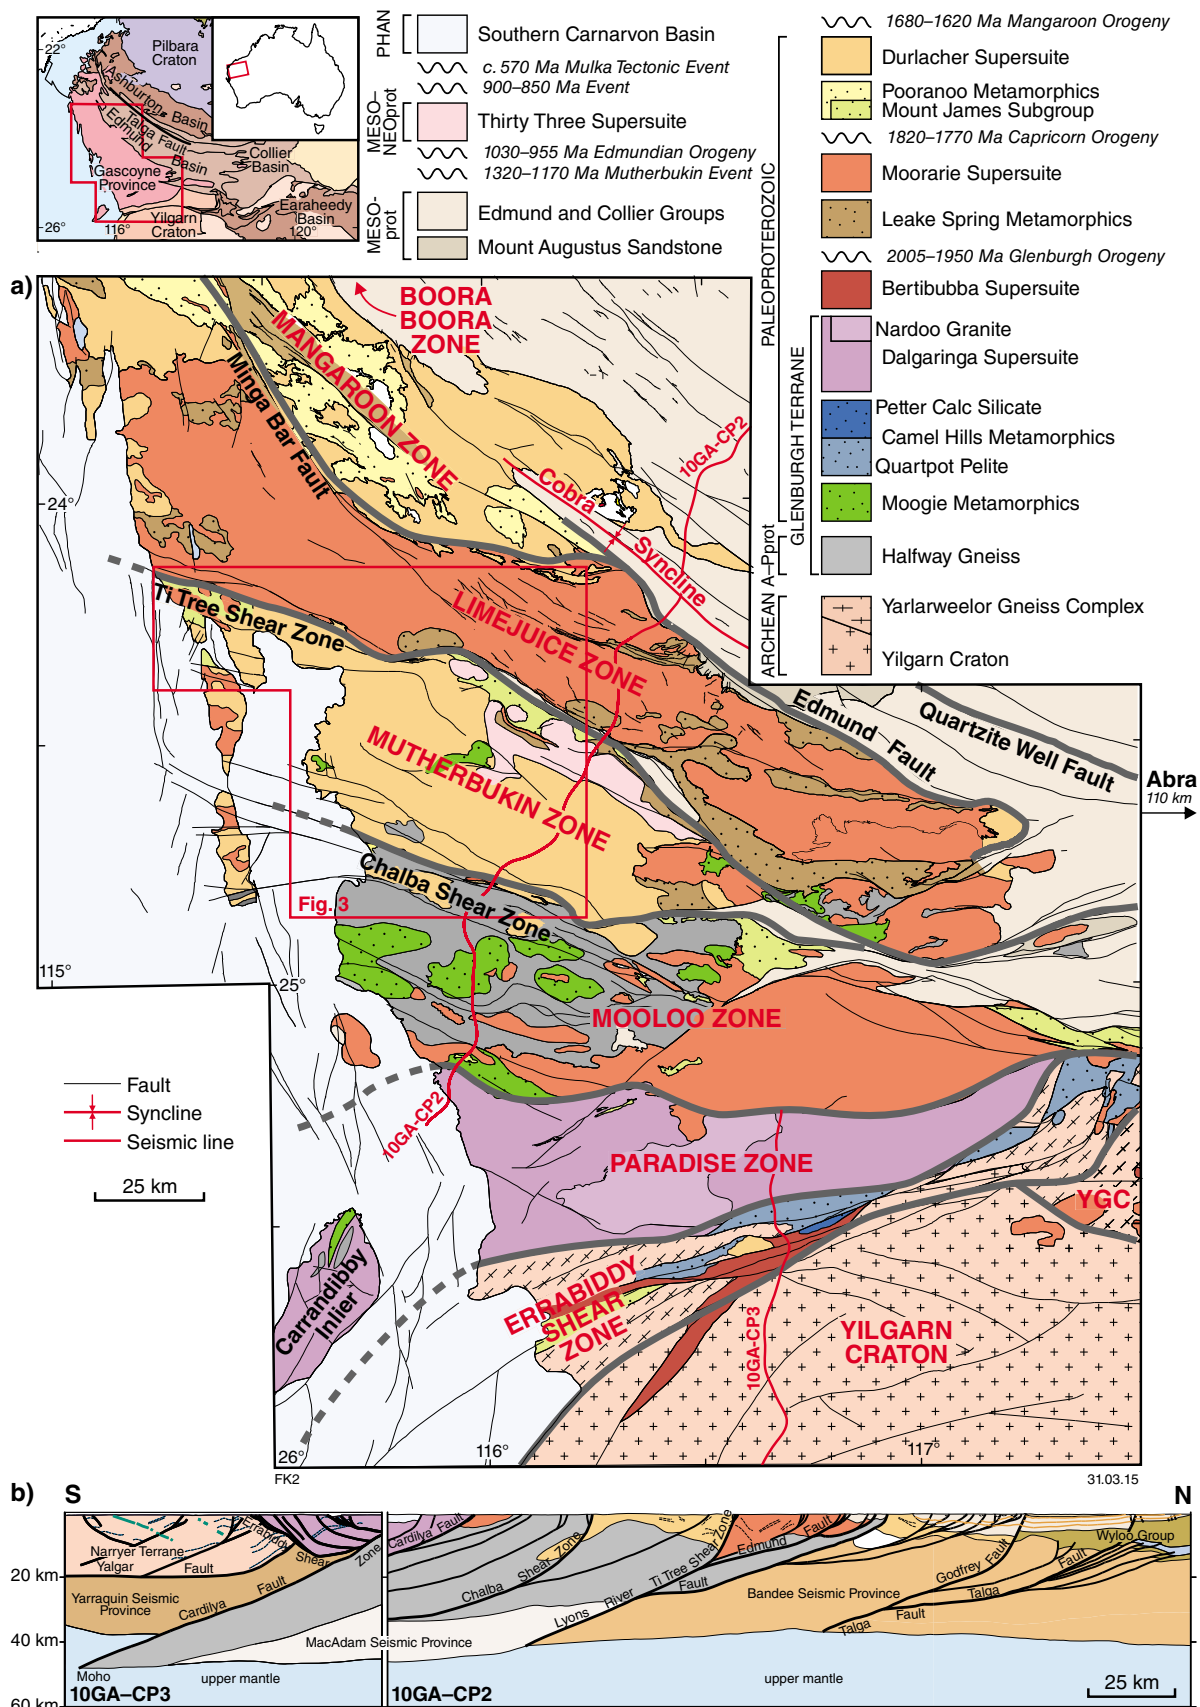 22°
Pilbara
Craton
Ashburton Basin
Talga Fault
Edmund
Basin
Collier
Basin
Gascoyne
Province
Earaheedy
Basin
Yilgarn
Craton
26°
116°
120°
PHAN
Southern Carnarvon Basin
c. 570 Ma Mulka Tectonic Event
900–850 Ma Event
MESO–
NEOprot
Thirty Three Supersuite
1030–955 Ma Edmundian Orogeny
1320–1170 Ma Mutherbukin Event
MESO-
prot
Edmund and Collier Groups
Mount Augustus Sandstone
1680–1620 Ma Mangaroon Orogeny
PALEOPROTEROZOIC
Durlacher Supersuite
Pooranoo Metamorphics
Mount James Subgroup
1820–1770 Ma Capricorn Orogeny
Moorarie Supersuite
Leake Spring Metamorphics
2005–1950 Ma Glenburgh Orogeny
Bertibubba Supersuite
GLENBURGH TERRANE
Nardoo Granite
Dalgaringa Supersuite
Petter Calc Silicate
Camel Hills Metamorphics
Quartpot Pelite
Moogie Metamorphics
A–Pprot
Halfway Gneiss
ARCHEAN
Yarlarweelor Gneiss Complex
Yilgarn Craton
a)
BOORA
BOORA
ZONE
MANGAROON ZONE
Minga Bar Fault
10GA-CP2
Cobra
Syncline
24°
Ti Tree Shear Zone
LIMEJUICE ZONE
Edmund Fault
Quartzite Well Fault
Abra
110 km
MUTHERBUKIN ZONE
Chalba Shear Zone
Fig. 3
115°
25°
MOOLOO ZONE
Fault
Syncline
Seismic line
25 km
10GA-CP2
PARADISE ZONE
YGC
Carrandibby
Inlier
ERRABIDDY
SHEAR
ZONE
10GA-CP3
YILGARN
CRATON
26°
116°
117°
FK2
31.03.15
b)
S
N
Narryer Terrane
Yalgar
Fault
Errabiddy
Shear
Zone
20 km
Yarraquin Seismic
Province
Cardilya
Fault
40 km
MacAdam Seismic Province
Moho
upper mantle
60 km
10GA–CP3
Cardilya Fault
Chalba
Shear Zone
Lyons
River
Fault
Ti Tree Shear Zone
Edmund
Fault
Bandee Seismic Province
Godfrey Fault
Talga
Fault
Talga
Fault
Wyloo Group
upper mantle
10GA–CP2
25 km